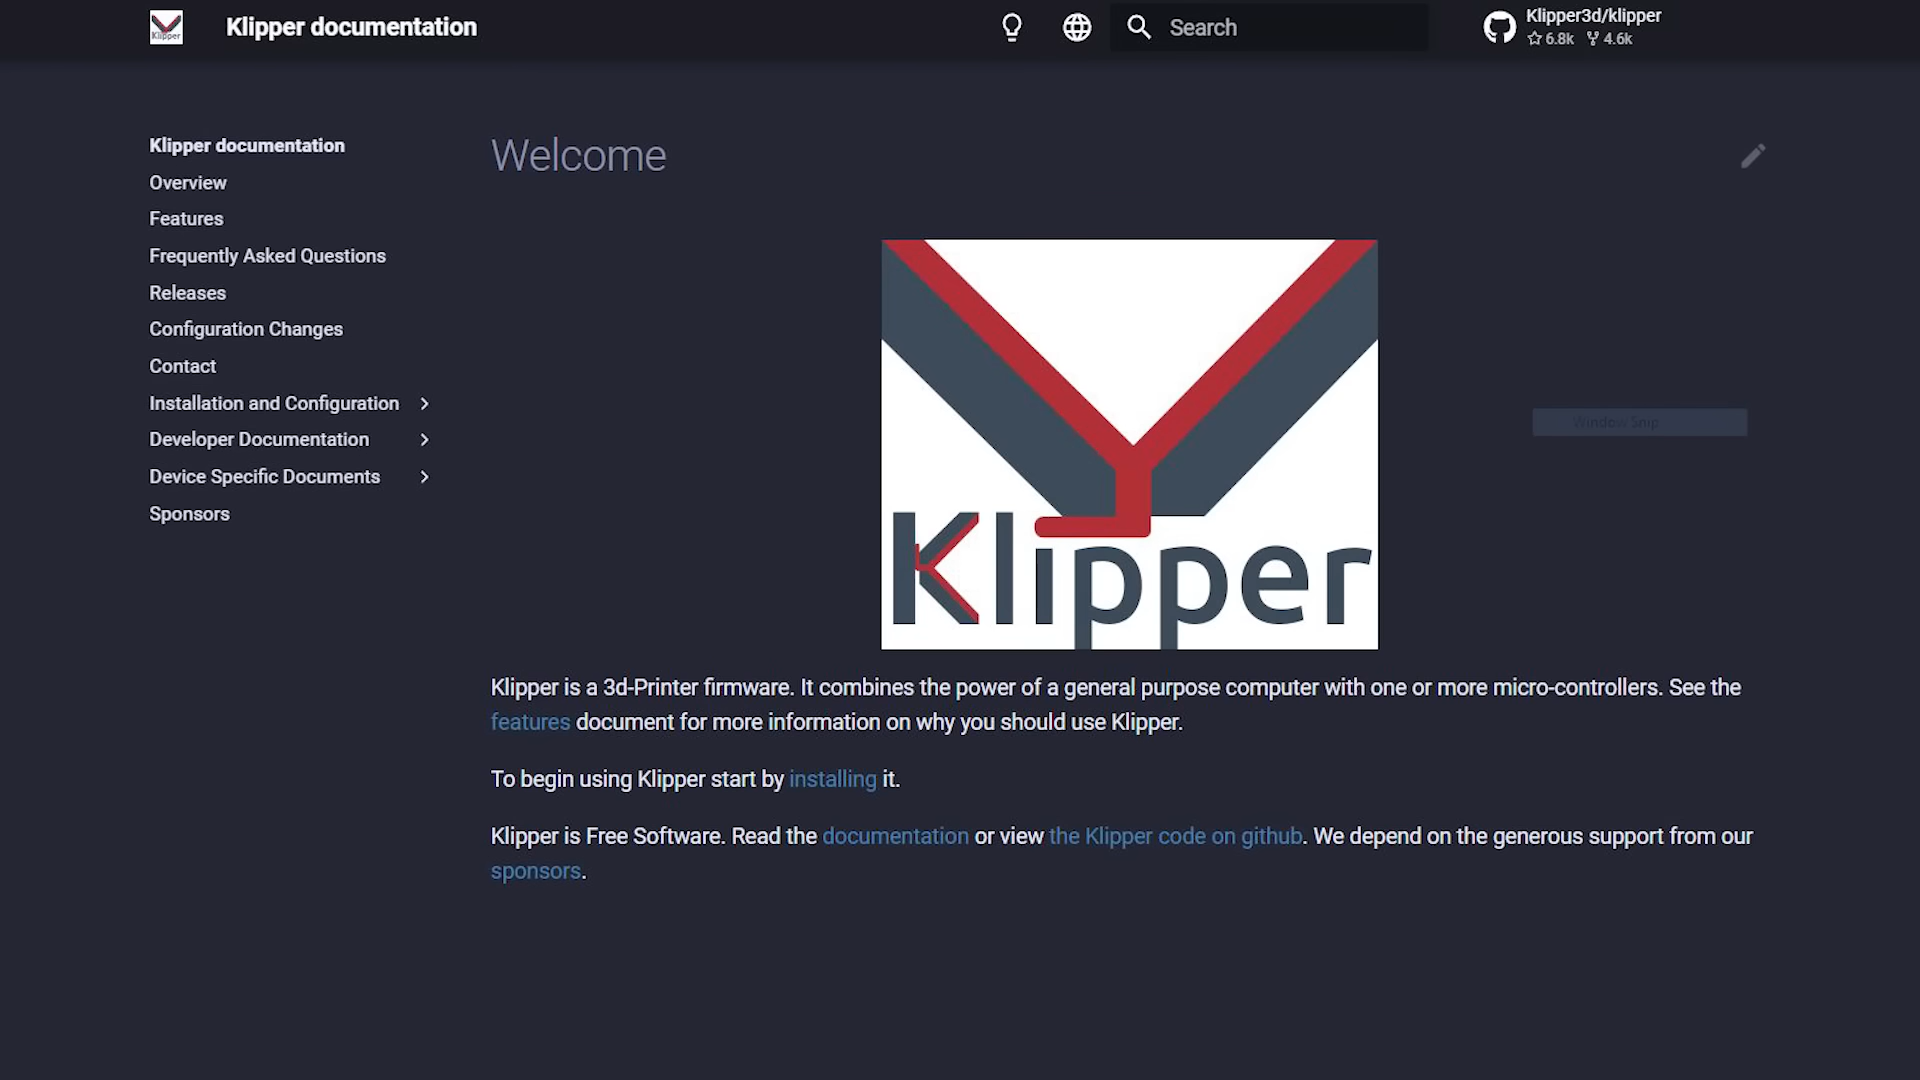 Klipper
Klipper documentation
Search
Klipper3d/klipper
6.8k 4.6k
Klipper documentation
Overview
Features
Frequently Asked Questions
Releases
Configuration Changes
Contact
Installation and Configuration
Developer Documentation
Device Specific Documents
Sponsors
Welcome
Klipper
Window Snip
Klipper is a 3d-Printer firmware. It combines the power of a general purpose computer with one or more micro-controllers. See the
features document for more information on why you should use Klipper.
To begin using Klipper start by installing it.
Klipper is Free Software. Read the documentation or view the Klipper code on github. We depend on the generous support from our
sponsors.